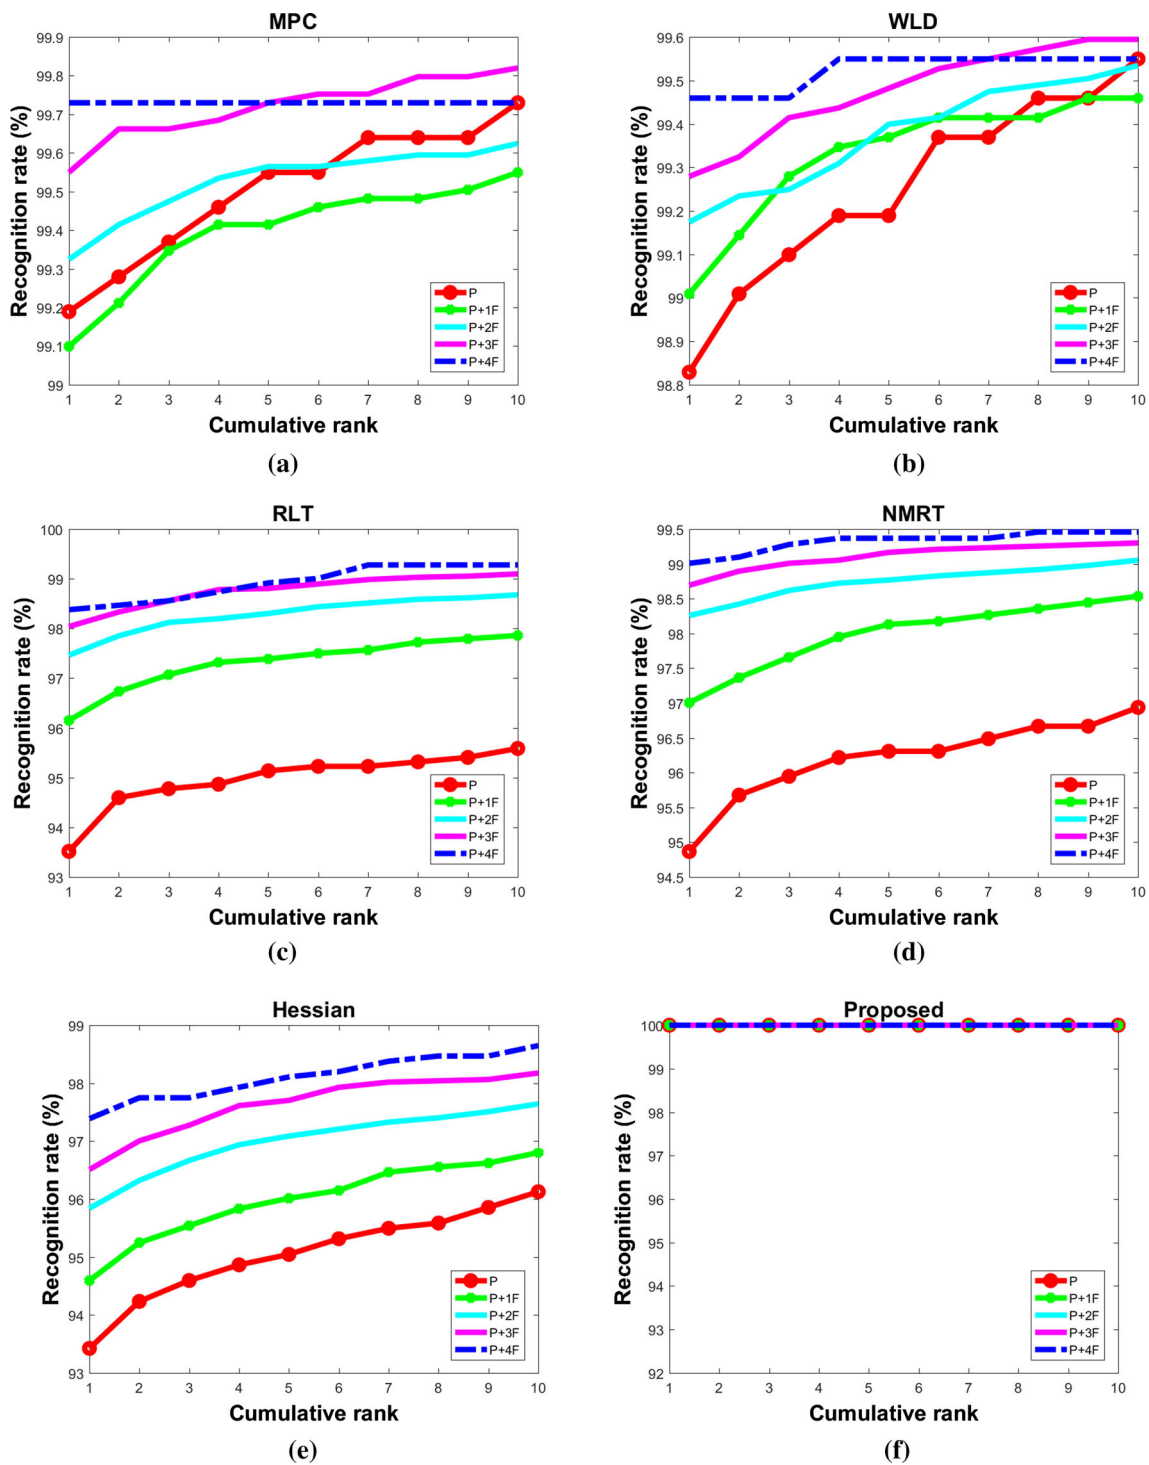 MPC
99.9
99.8
99.7
99.6
99.5
99.4
99.3
99.2
99.1
99
1 2 3 4 5 6 7 8 9 10
Recognition rate (%)
Cumulative rank
P
P+1F
P+2F
P+3F
P+4F
(a)
WLD
99.6
99.5
99.4
99.3
99.2
99.1
99
98.9
98.8
1 2 3 4 5 6 7 8 9 10
Recognition rate (%)
Cumulative rank
P
P+1F
P+2F
P+3F
P+4F
(b)
RLT
100
99
98
97
96
95
94
93
1 2 3 4 5 6 7 8 9 10
Recognition rate (%)
Cumulative rank
P
P+1F
P+2F
P+3F
P+4F
(c)
NMRT
99.5
99
98.5
98
97.5
97
96.5
96
95.5
95
94.5
1 2 3 4 5 6 7 8 9 10
Recognition rate (%)
Cumulative rank
P
P+1F
P+2F
P+3F
P+4F
(d)
Hessian
99
98
97
96
95
94
93
1 2 3 4 5 6 7 8 9 10
Recognition rate (%)
Cumulative rank
P
P+1F
P+2F
P+3F
P+4F
(e)
Proposed
100
99
98
97
96
95
94
93
92
1 2 3 4 5 6 7 8 9 10
Recognition rate (%)
Cumulative rank
P
P+1F
P+2F
P+3F
P+4F
(f)